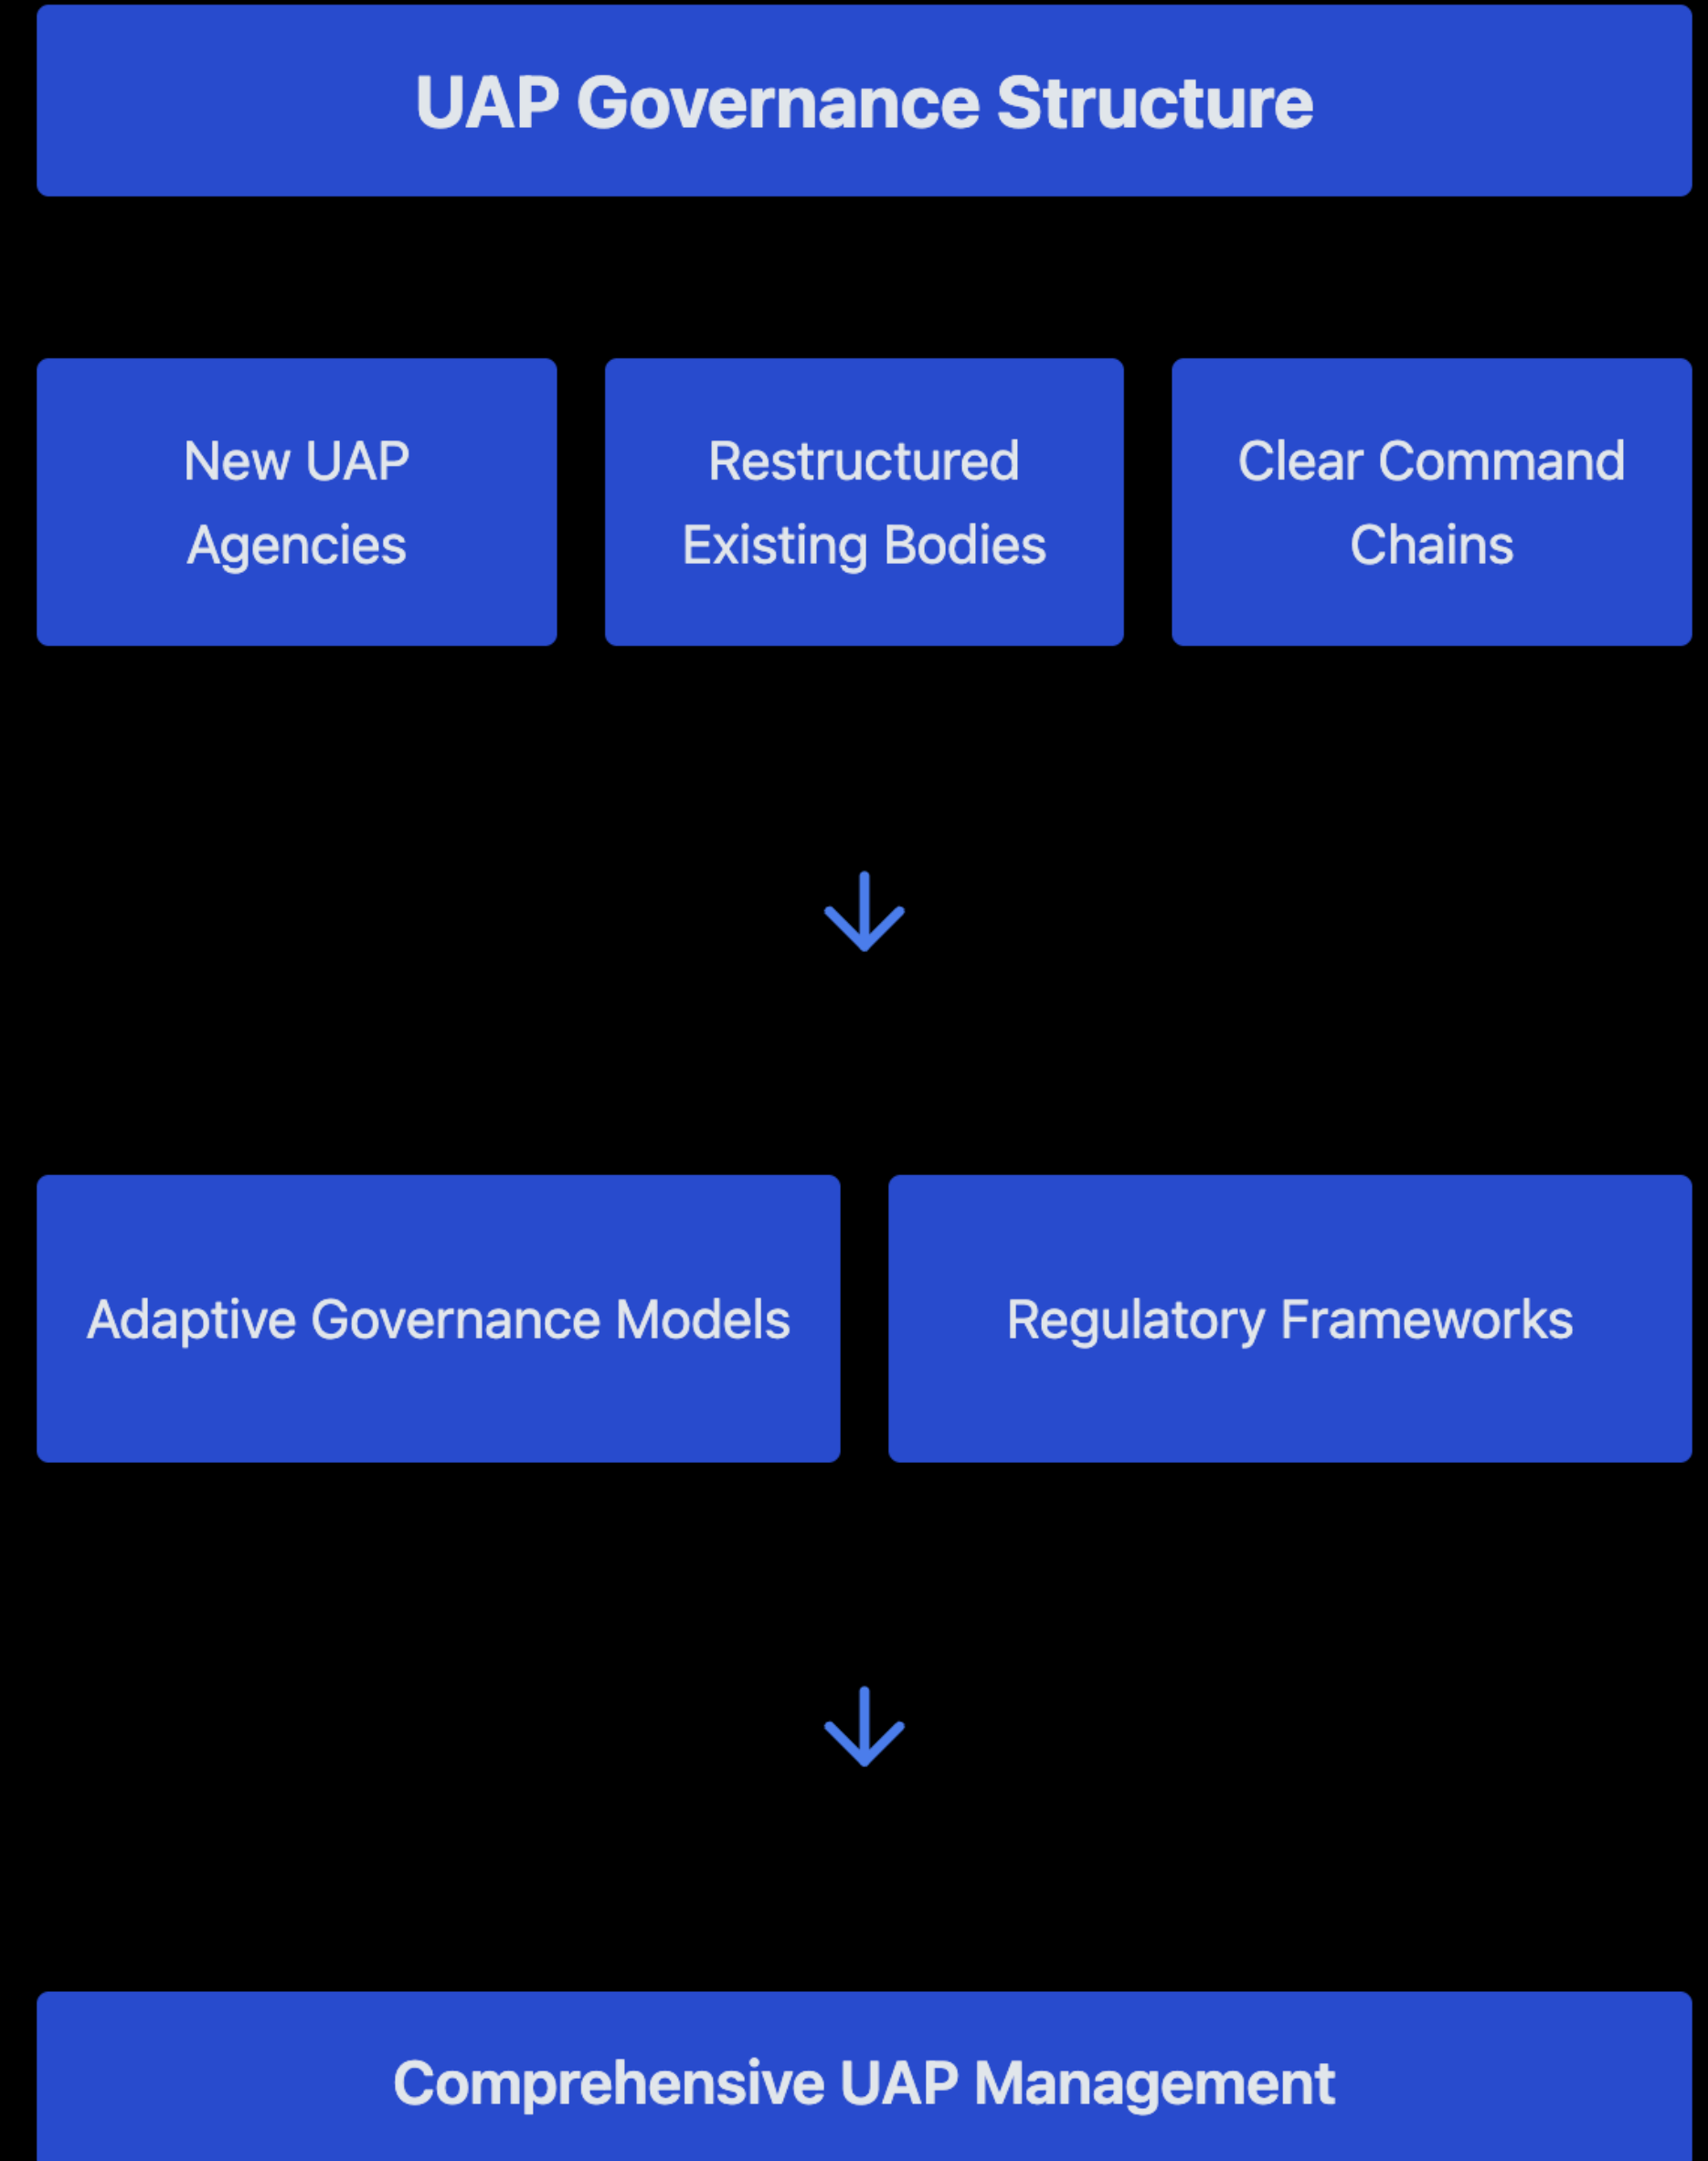 UAP Governance Structure
New UAP
Agencies
Restructured
Existing Bodies
Clear Command
Chains
Adaptive Governance Models
Regulatory Frameworks
Comprehensive UAP Management